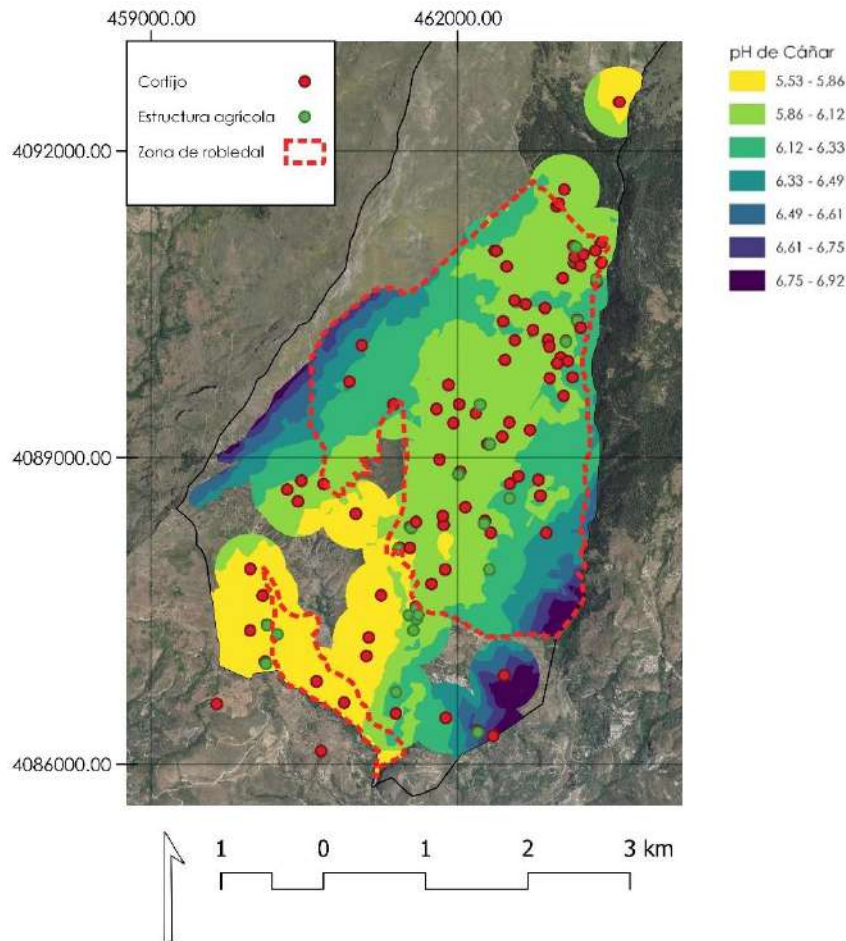 459000.00
462000.00
Cortijo
Estructura agrícola
Zona de robledal
pH de Cáñar
5,53 - 5,86
5,86 - 6,12
6,12 - 6,33
6,33 - 6,49
6,49 - 6,61
6,61 - 6,75
6,75 - 6,92
4092000.00
4089000.00
4086000.00
1 0 1 2 3 km